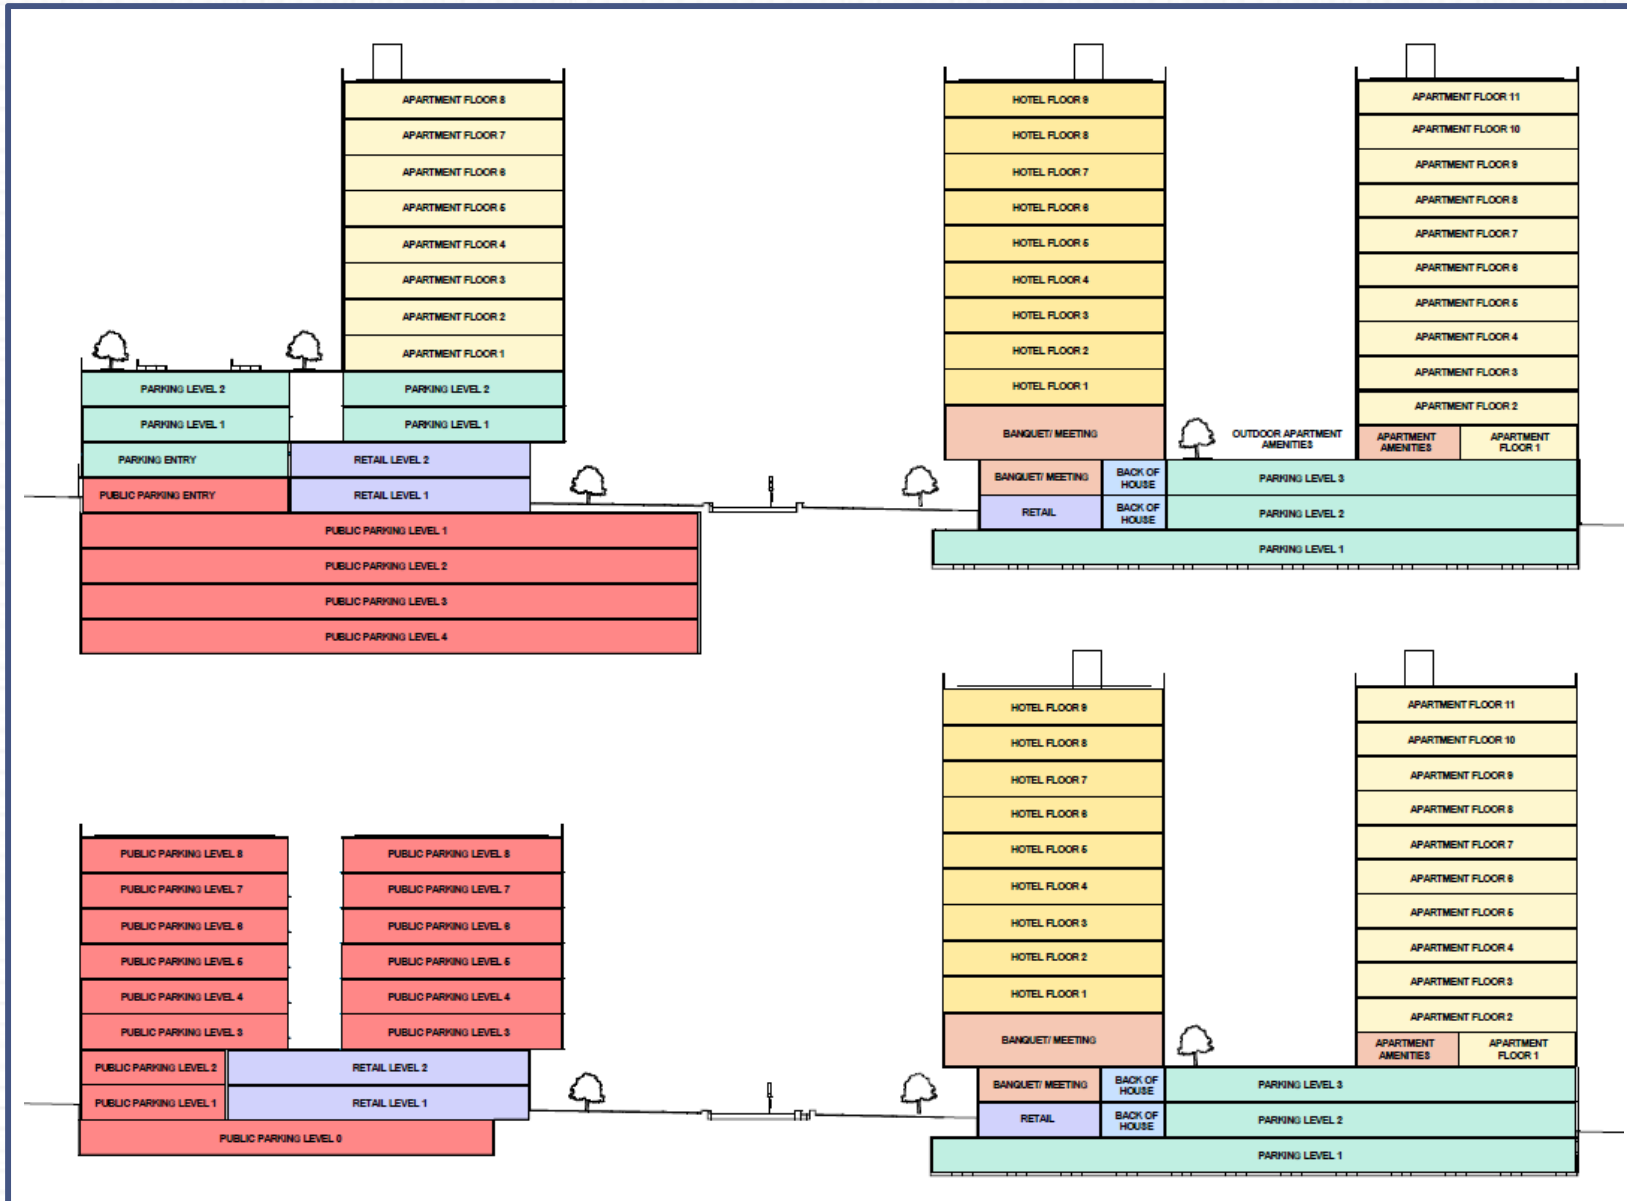 APARTMENT FLOOR 8
APARTMENT FLOOR 7
APARTMENT FLOOR 6
APARTMENT FLOOR 5
APARTMENT FLOOR 4
APARTMENT FLOOR 3
APARTMENT FLOOR 2
APARTMENT FLOOR 1
PARKING LEVEL 2
PARKING LEVEL 2
PARKING LEVEL 1
PARKING LEVEL 1
PARKING ENTRY
RETAIL LEVEL 2
PUBLIC PARKING ENTRY
RETAIL LEVEL 1
PUBLIC PARKING LEVEL 1
PUBLIC PARKING LEVEL 2
PUBLIC PARKING LEVEL 3
PUBLIC PARKING LEVEL 4
HOTEL FLOOR 9
HOTEL FLOOR 8
HOTEL FLOOR 7
HOTEL FLOOR 6
HOTEL FLOOR 5
HOTEL FLOOR 4
HOTEL FLOOR 3
HOTEL FLOOR 2
HOTEL FLOOR 1
BANQUET/ MEETING
BANQUET/ MEETING
BACK OF
HOUSE
RETAIL
BACK OF
HOUSE
OUTDOOR APARTMENT
AMENITIES
APARTMENT FLOOR 11
APARTMENT FLOOR 10
APARTMENT FLOOR 9
APARTMENT FLOOR 8
APARTMENT FLOOR 7
APARTMENT FLOOR 6
APARTMENT FLOOR 5
APARTMENT FLOOR 4
APARTMENT FLOOR 3
APARTMENT FLOOR 2
APARTMENT
AMENITIES
APARTMENT
FLOOR 1
PARKING LEVEL 3
PARKING LEVEL 2
PARKING LEVEL 1
PUBLIC PARKING LEVEL 8
PUBLIC PARKING LEVEL 8
PUBLIC PARKING LEVEL 7
PUBLIC PARKING LEVEL 7
PUBLIC PARKING LEVEL 6
PUBLIC PARKING LEVEL 6
PUBLIC PARKING LEVEL 5
PUBLIC PARKING LEVEL 5
PUBLIC PARKING LEVEL 4
PUBLIC PARKING LEVEL 4
PUBLIC PARKING LEVEL 3
PUBLIC PARKING LEVEL 3
PUBLIC PARKING LEVEL 2
RETAIL LEVEL 2
PUBLIC PARKING LEVEL 1
RETAIL LEVEL 1
PUBLIC PARKING LEVEL 0
HOTEL FLOOR 9
HOTEL FLOOR 8
HOTEL FLOOR 7
HOTEL FLOOR 6
HOTEL FLOOR 5
HOTEL FLOOR 4
HOTEL FLOOR 3
HOTEL FLOOR 2
HOTEL FLOOR 1
BANQUET/ MEETING
BANQUET/ MEETING
BACK OF
HOUSE
RETAIL
BACK OF
HOUSE
APARTMENT FLOOR 11
APARTMENT FLOOR 10
APARTMENT FLOOR 9
APARTMENT FLOOR 8
APARTMENT FLOOR 7
APARTMENT FLOOR 6
APARTMENT FLOOR 5
APARTMENT FLOOR 4
APARTMENT FLOOR 3
APARTMENT FLOOR 2
APARTMENT
AMENITIES
APARTMENT
FLOOR 1
PARKING LEVEL 3
PARKING LEVEL 2
PARKING LEVEL 1